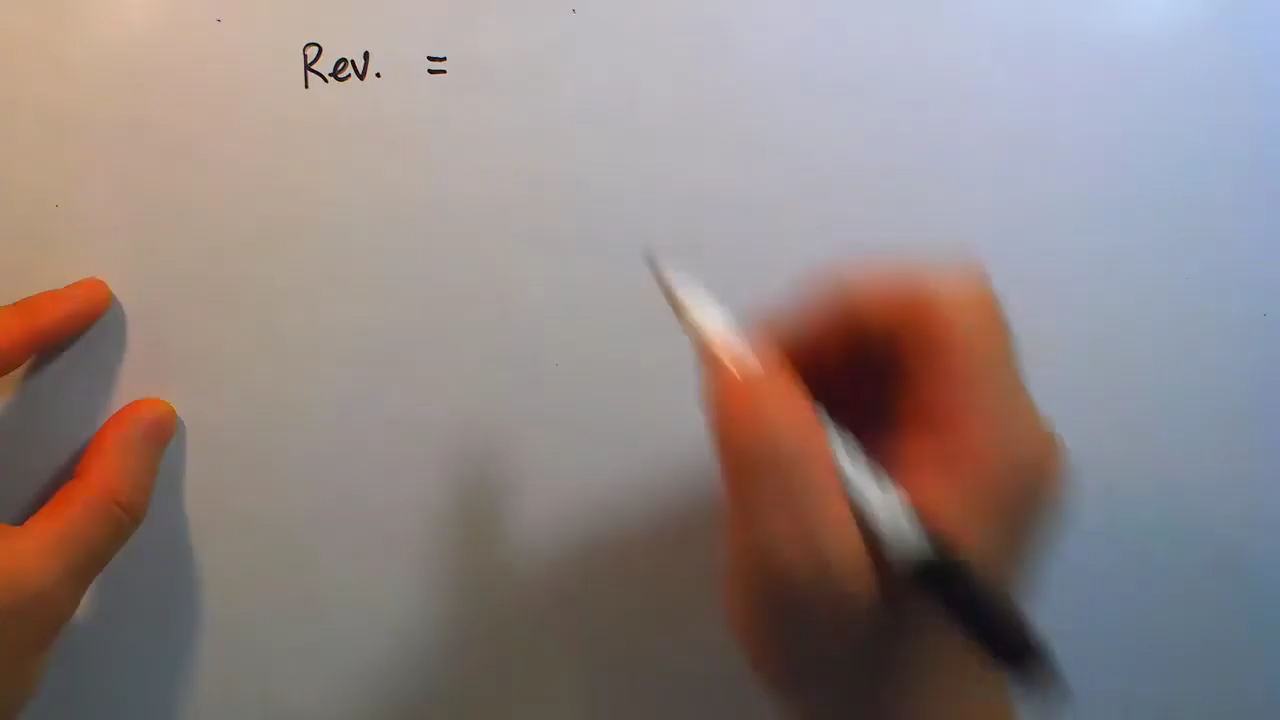 Rev. =